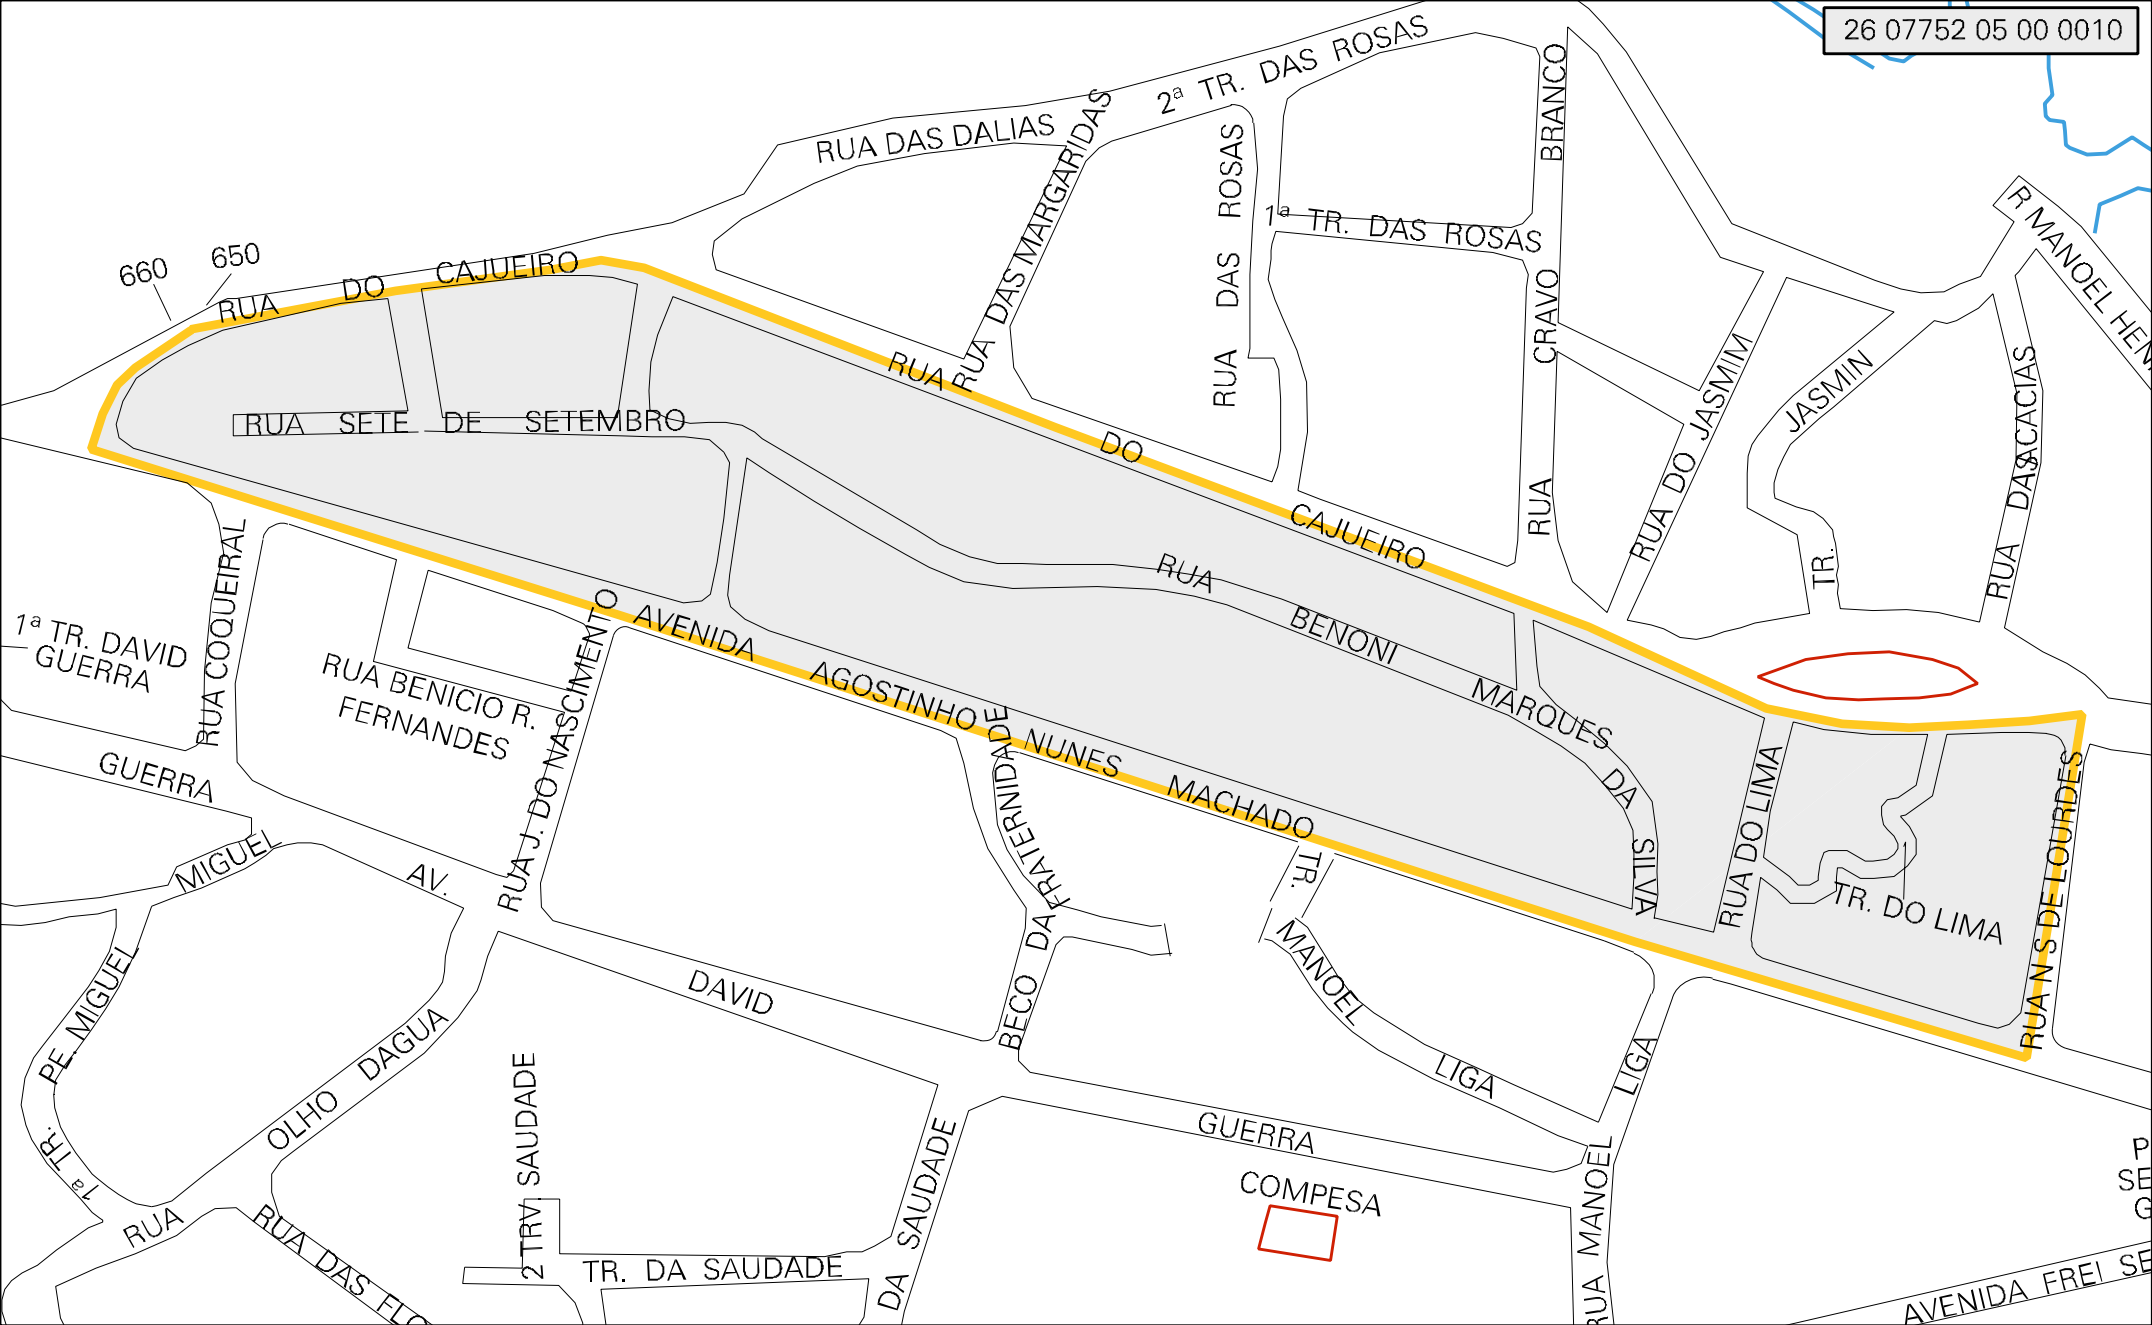 26 07752 05 00 0010
2ª TR. DAS ROSAS
RUA DAS DALIAS
RUA DAS MARGARIDAS
RUA DAS ROSAS
1ª TR. DAS ROSAS
RUA CRAVO BRANCO
R MANOEL HEN
660
650
RUA DO CAJUEIRO
RUA DO CAJUEIRO
RUA DO JASMIM
TR. JASMIN
RUA DAS ACACIAS
RUA SETE DE SETEMBRO
RUA BENONI MARQUES DA SILVA
RUA COQUEIRAL
1ª TR. DAVID
GUERRA
RUA BENICIO R.
FERNANDES
RUA J. DO NASCIMENTO
AVENIDA AGOSTINHO NUNES MACHADO
BECO DA FRATERNIDADE
RUA DO LIMA
TR. DO LIMA
RUA N S DE LOURDES
TR. MANOEL LIGA
GUERRA
MIGUEL
AV. DAVID GUERRA
1ª TR. PE. MIGUEL
RUA OLHO DAGUA
RUA DAS FLO
2 TRV. SAUDADE
TR. DA SAUDADE
DA SAUDADE
COMPESA
RUA MANOEL LIGA
P
SE
G
AVENIDA FREI SE